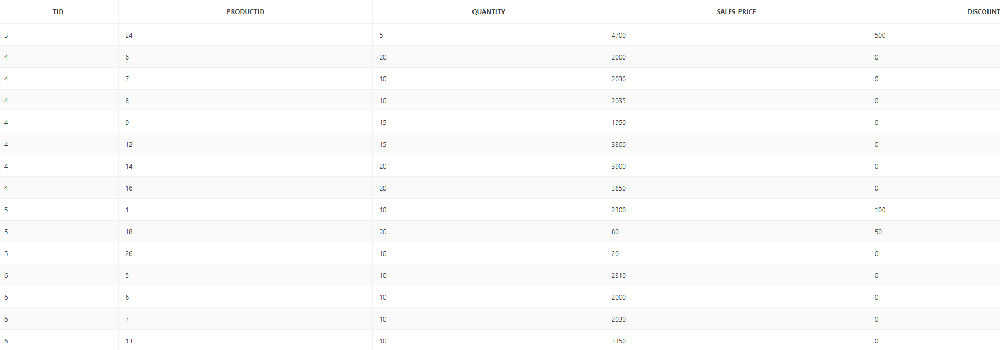 TID PRODUCTID QUANTITY SALES_PRICE DISCOUNT
3 24 5 4700 500
4 6 20 2000 0
4 7 10 2030 0
4 8 10 2035 0
4 9 15 1950 0
4 12 15 3300 0
4 14 20 3900 0
4 16 20 3850 0
5 1 10 2300 100
5 18 20 80 50
5 26 10 20 0
6 5 10 2310 0
6 6 10 2000 0
6 7 10 2030 0
6 13 10 3350 0